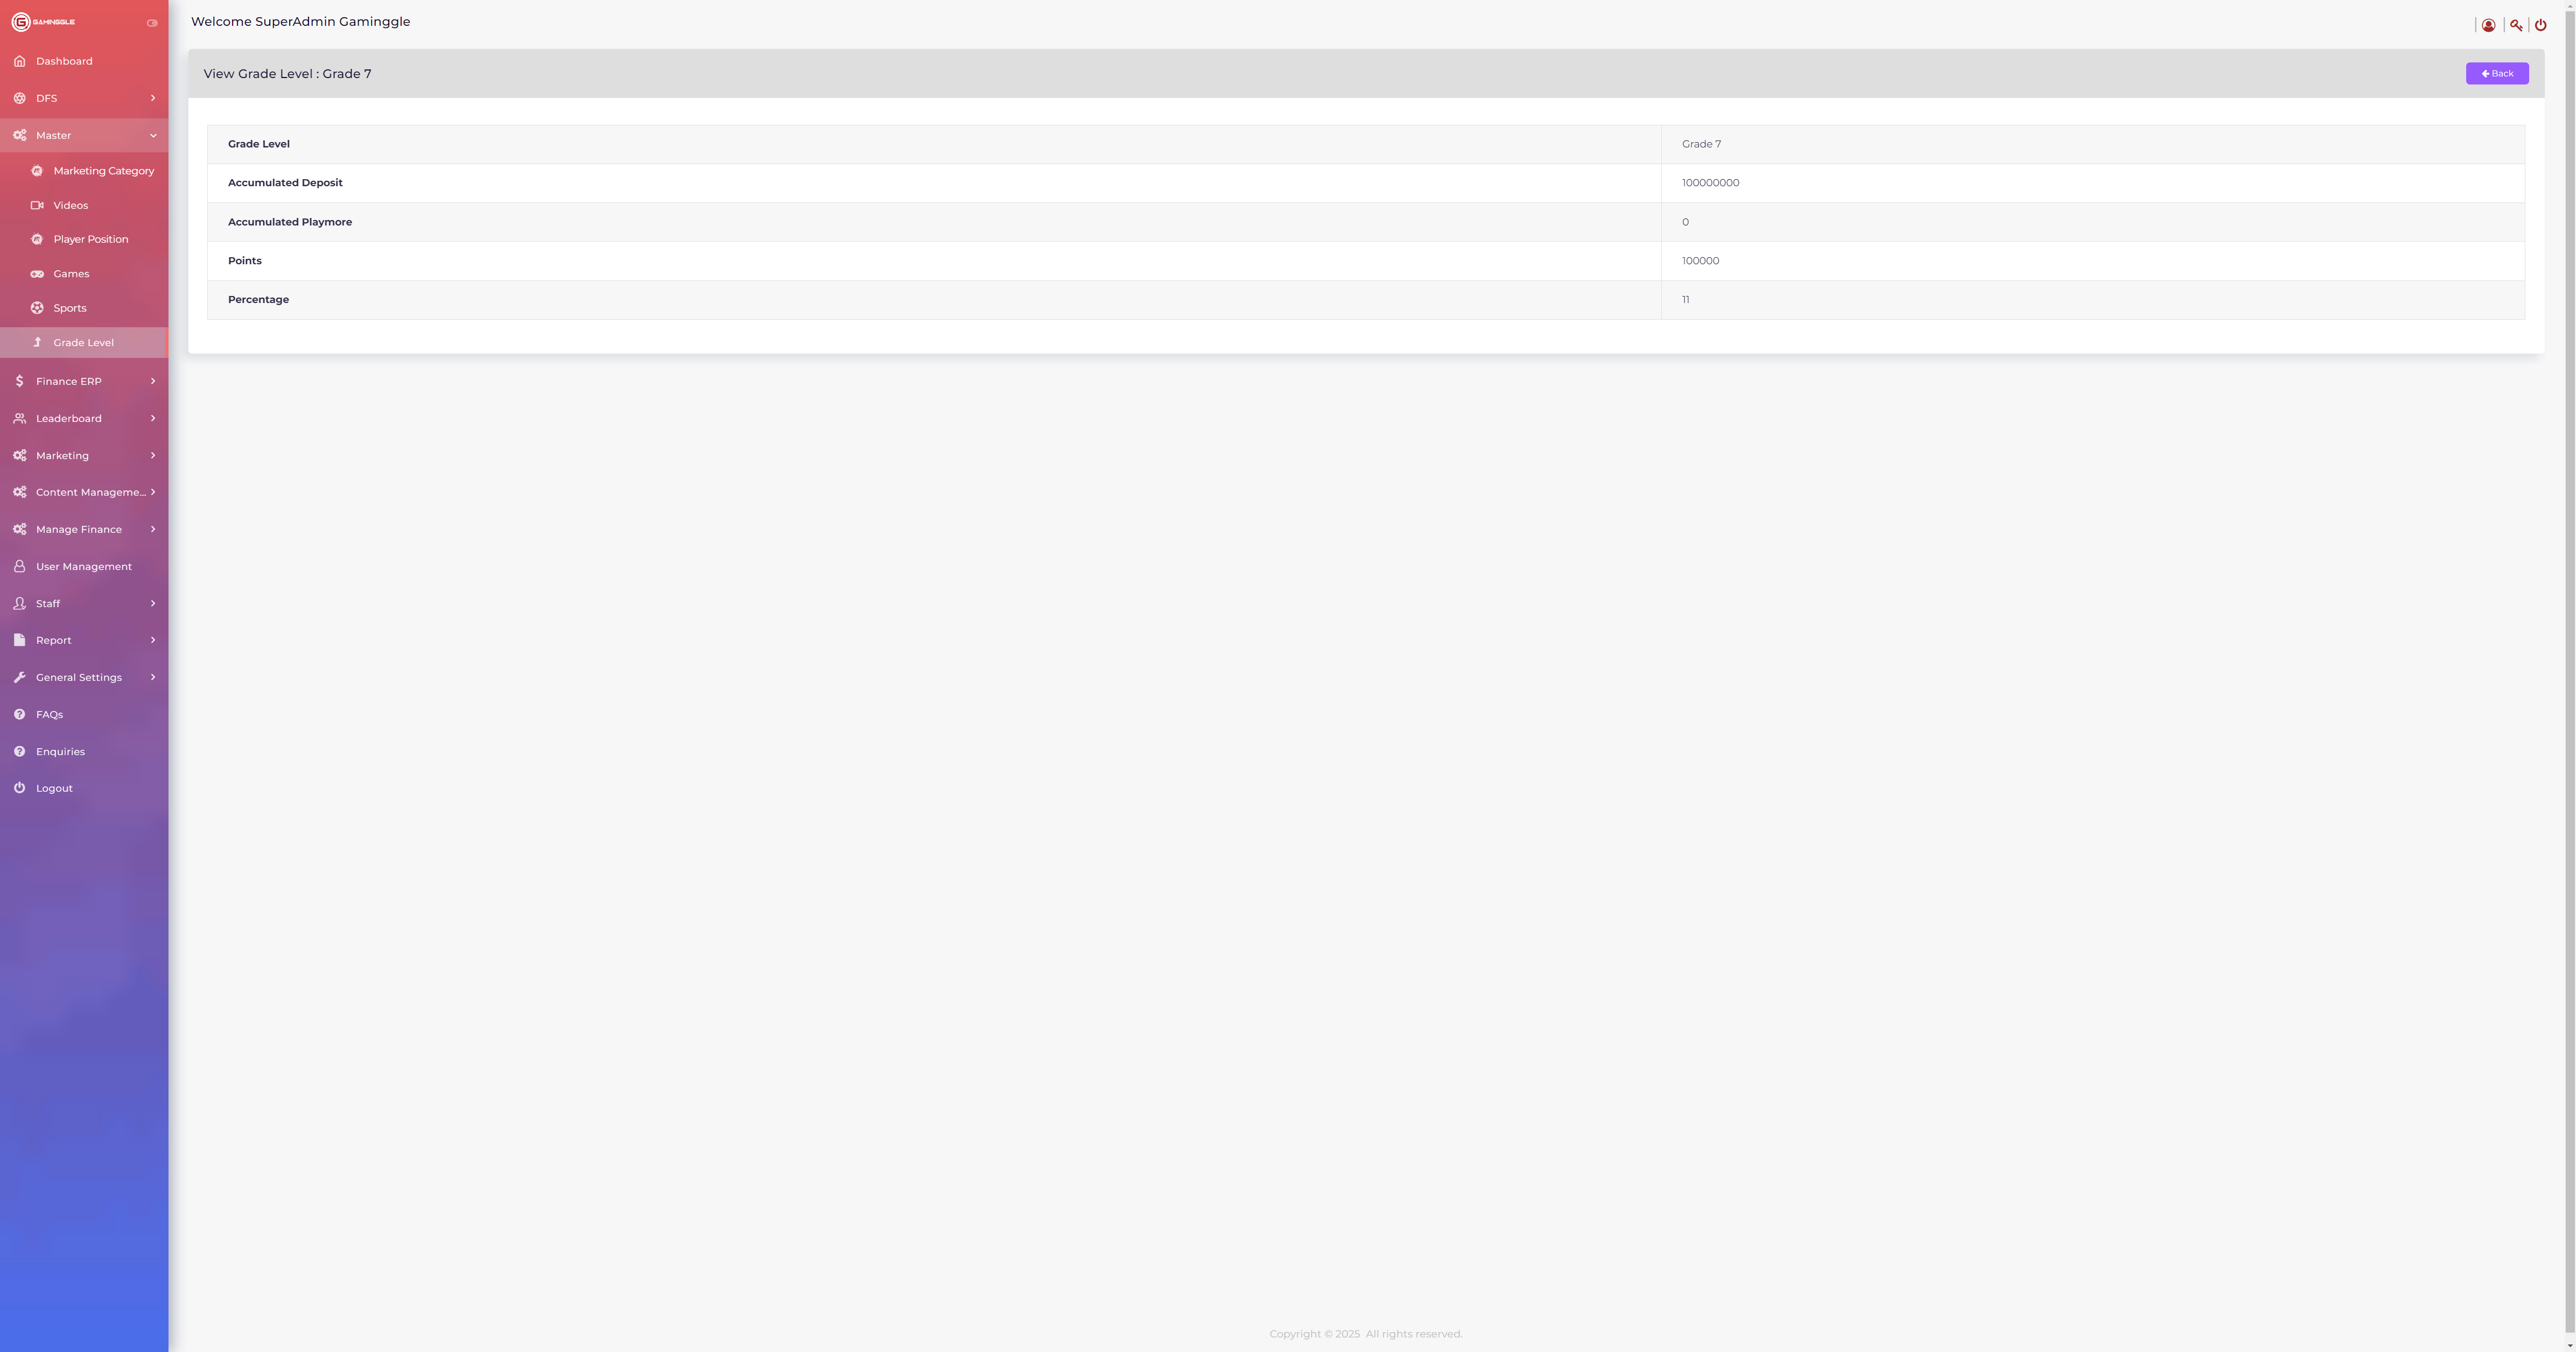 GAMINGGLE
Welcome SuperAdmin Gaminggle
Dashboard
DFS
Master
Marketing Category
Videos
Player Position
Games
Sports
Grade Level
Finance ERP
Leaderboard
Marketing
Content Manageme...
Manage Finance
User Management
Staff
Report
General Settings
FAQs
Enquiries
Logout
View Grade Level : Grade 7
Back
Grade Level Grade 7
Accumulated Deposit 100000000
Accumulated Playmore 0
Points 100000
Percentage 11
Copyright © 2025 All rights reserved.